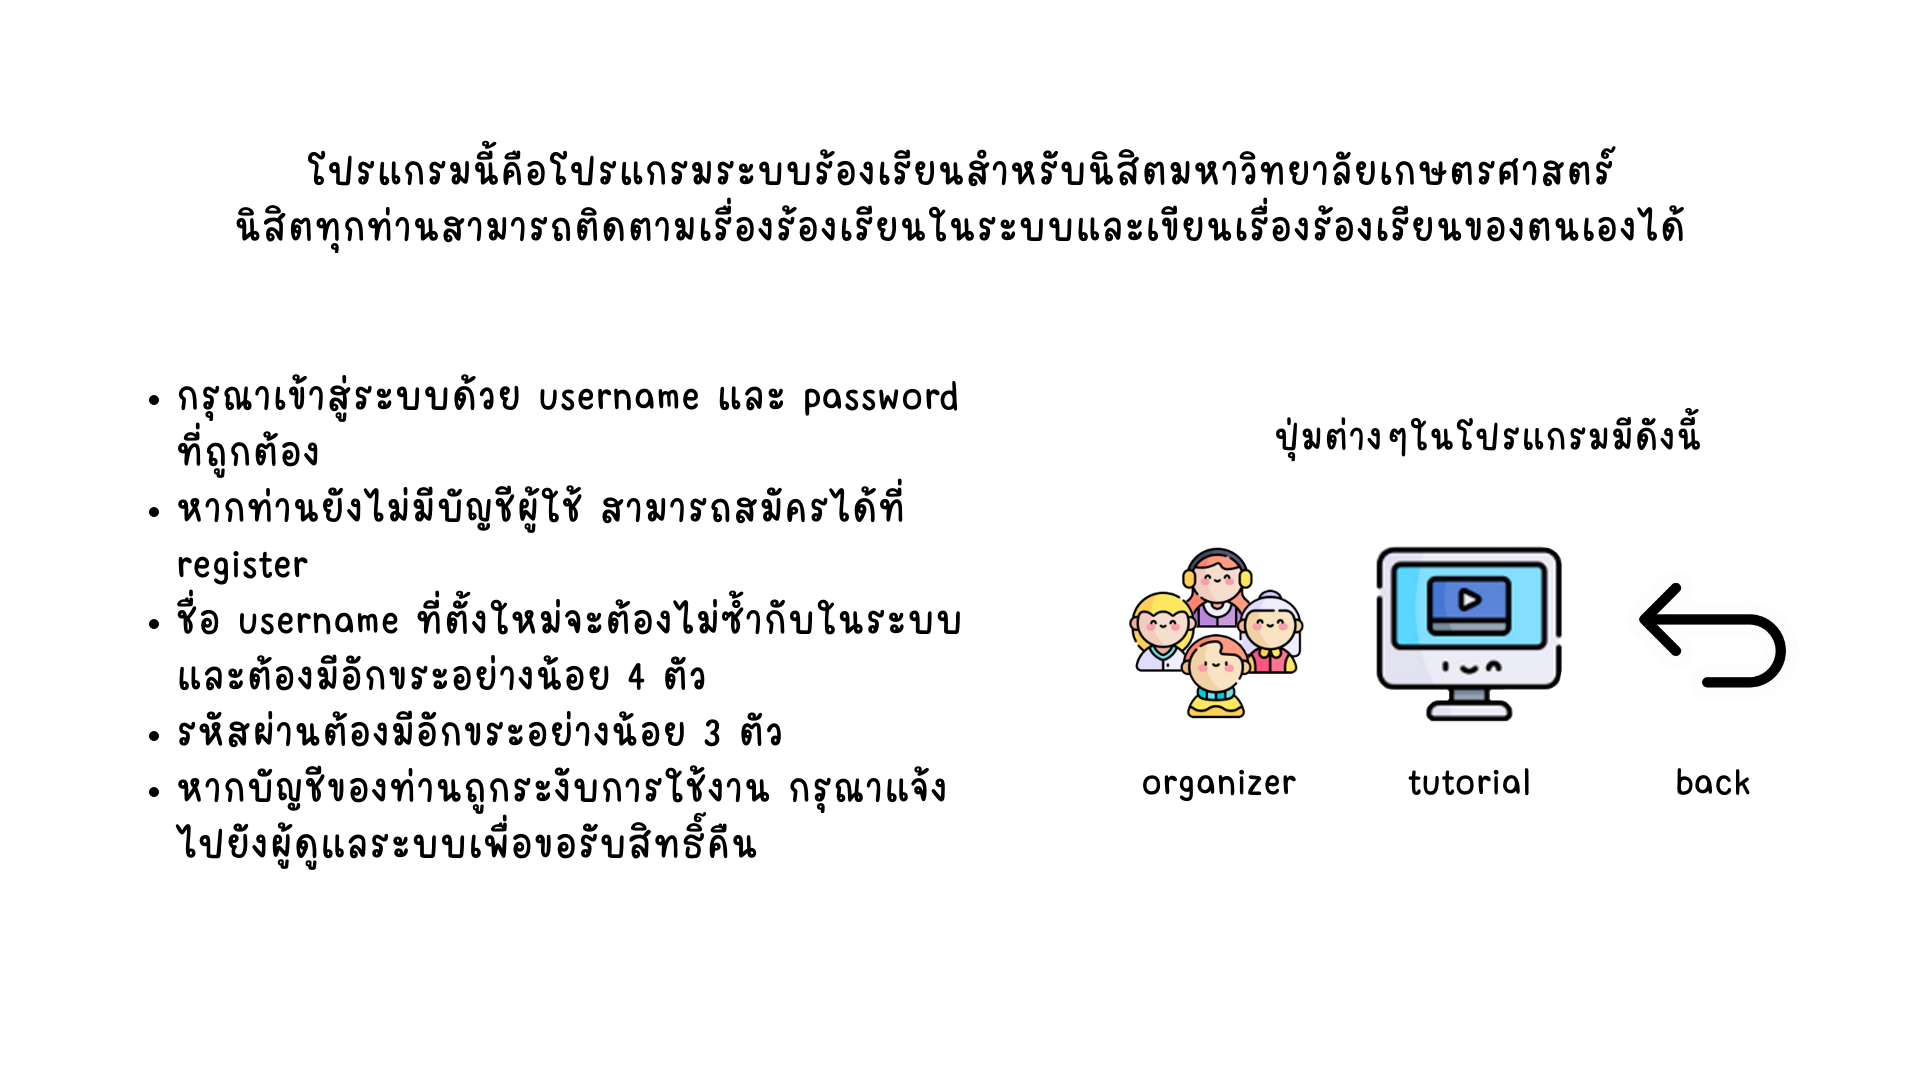 โปรแกรมนี้คือโปรแกรมระบบร้องเรียนสำหรับนิสิตมหาวิทยาลัยเกษตรศาสตร์
นิสิตทุกท่านสามารถติดตามเรื่องร้องเรียนในระบบและเขียนเรื่องร้องเรียนของตนเองได้
• กรุณาเข้าสู่ระบบด้วย username และ password
ที่ถูกต้อง
• หากท่านยังไม่มีบัญชีผู้ใช้ สามารถสมัครได้ที่
register
• ชื่อ username ที่ตั้งใหม่จะต้องไม่ซ้ำกับในระบบ
และต้องมีอักขระอย่างน้อย 4 ตัว
• รหัสผ่านต้องมีอักขระอย่างน้อย 3 ตัว
• หากบัญชีของท่านถูกระงับการใช้งาน กรุณาแจ้ง
ไปยังผู้ดูแลระบบเพื่อขอรับสิทธิ์คืน
ปุ่มต่างๆในโปรแกรมมีดังนี้
organizer
tutorial
back